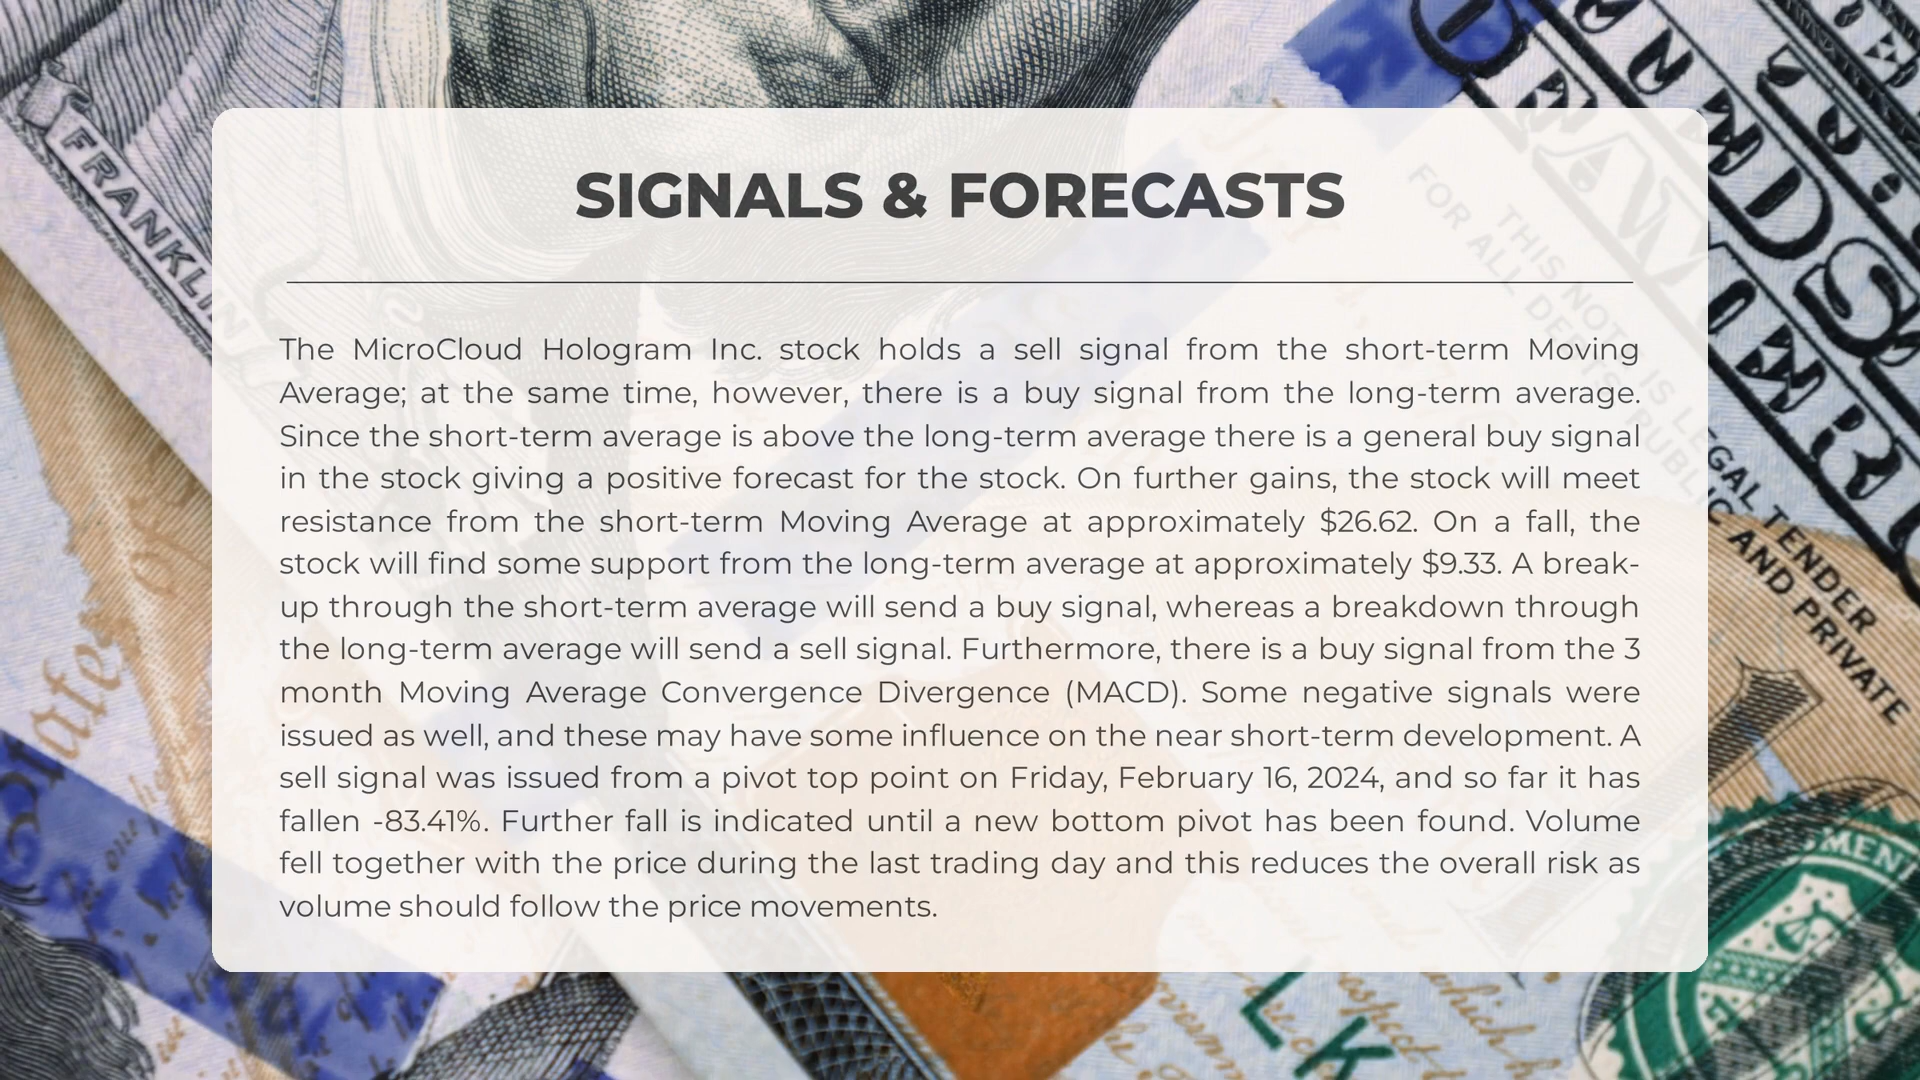 FRANKLIN
SIGNALS & FORECASTS
The MicroCloud Hologram Inc. stock holds a sell signal from the short-term Moving
Average; at the same time, however, there is a buy signal from the long-term average.
Since the short-term average is above the long-term average there is a general buy signal
in the stock giving a positive forecast for the stock. On further gains, the stock will meet
resistance from the short-term Moving Average at approximately $26.62. On a fall, the
stock will find some support from the long-term average at approximately $9.33. A break-
up through the short-term average will send a buy signal, whereas a breakdown through
the long-term average will send a sell signal. Furthermore, there is a buy signal from the 3
month Moving Average Convergence Divergence (MACD). Some negative signals were
issued as well, and these may have some influence on the near short-term development. A
sell signal was issued from a pivot top point on Friday, February 16, 2024, and so far it has
fallen -83.41%. Further fall is indicated until a new bottom pivot has been found. Volume
fell together with the price during the last trading day and this reduces the overall risk as
volume should follow the price movements.
THIS NOTE IS LEGAL TENDER
FOR ALL DEBTS PUBLIC AND PRIVATE